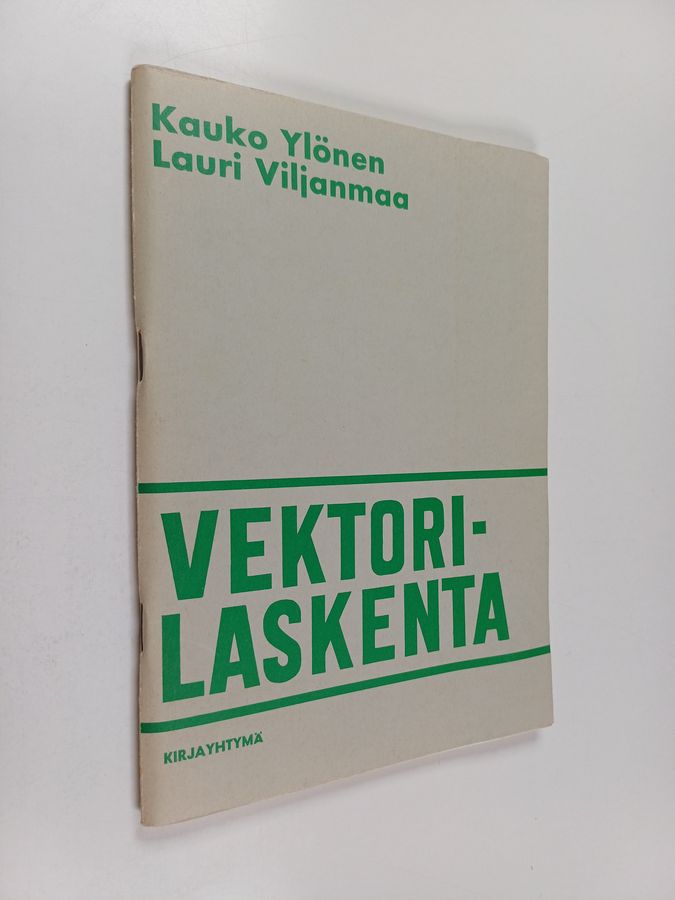 Kauko Ylönen
Lauri Viljanmaa
VEKTORI-
LASKENTA
KIRJAYHTYMÄ